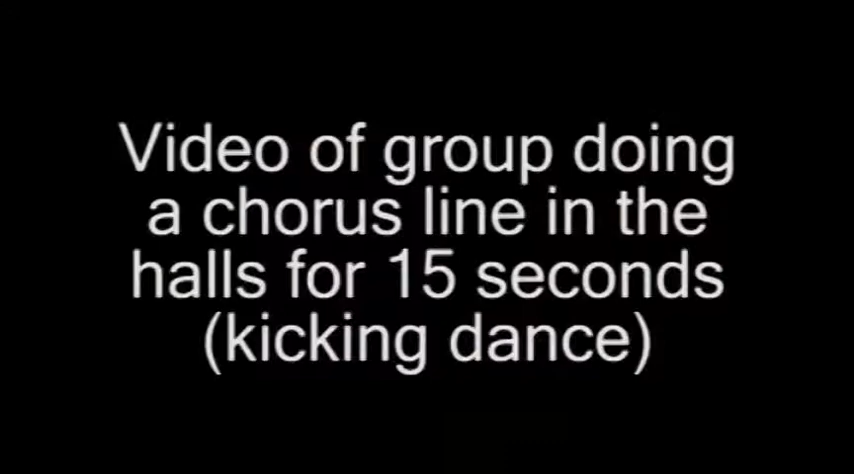 Video of group doing
a chorus line in the
halls for 15 seconds
(kicking dance)